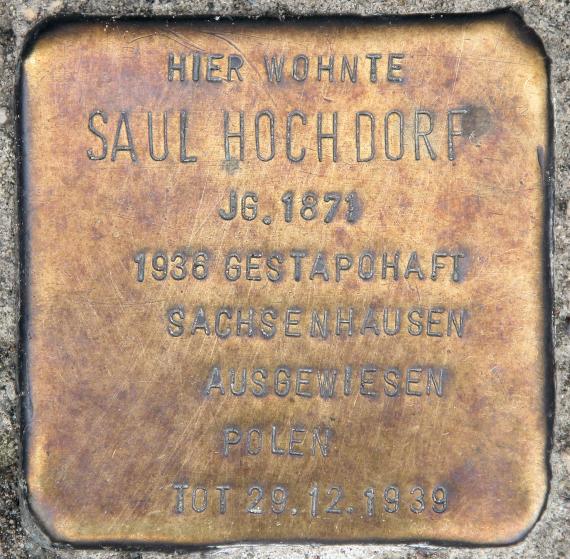 HIER WOHNTE
SAUL HOCHDORF
JG. 1871
1936 GESTAPOHAFT
SACHSENHAUSEN
AUSGEWIESEN
POLEN
TOT 29.12.1939